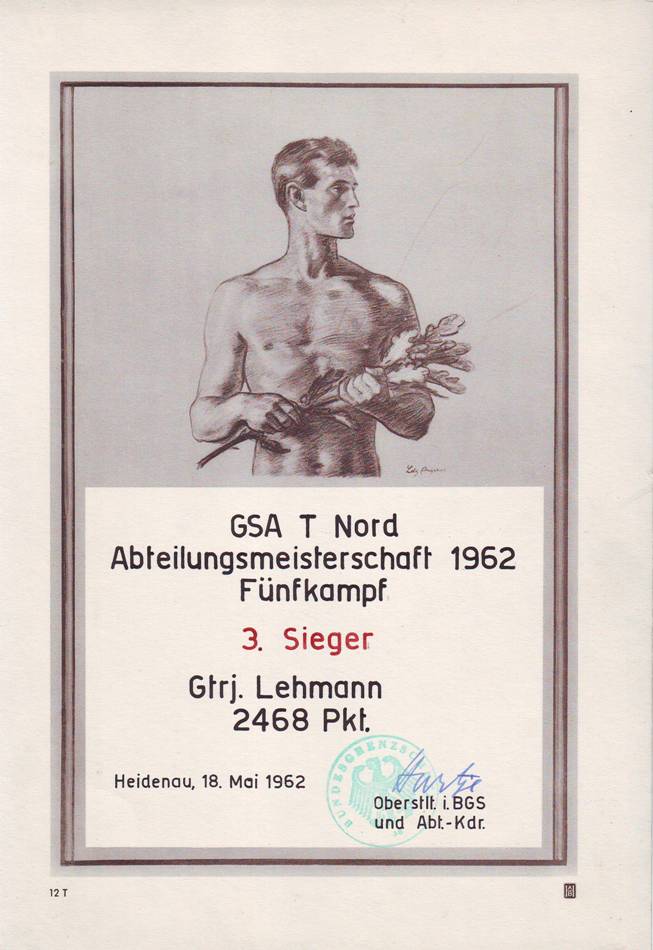 GSA T Nord
Abteilungsmeisterschaft 1962
Fünfkampf
3. Sieger
Gtrj. Lehmann
2468 Pkt.
Heidenau, 18. Mai 1962
BUNDESGRENZSCH
Oberstlt. i. BGS
und Abt.-Kdr.
12 T